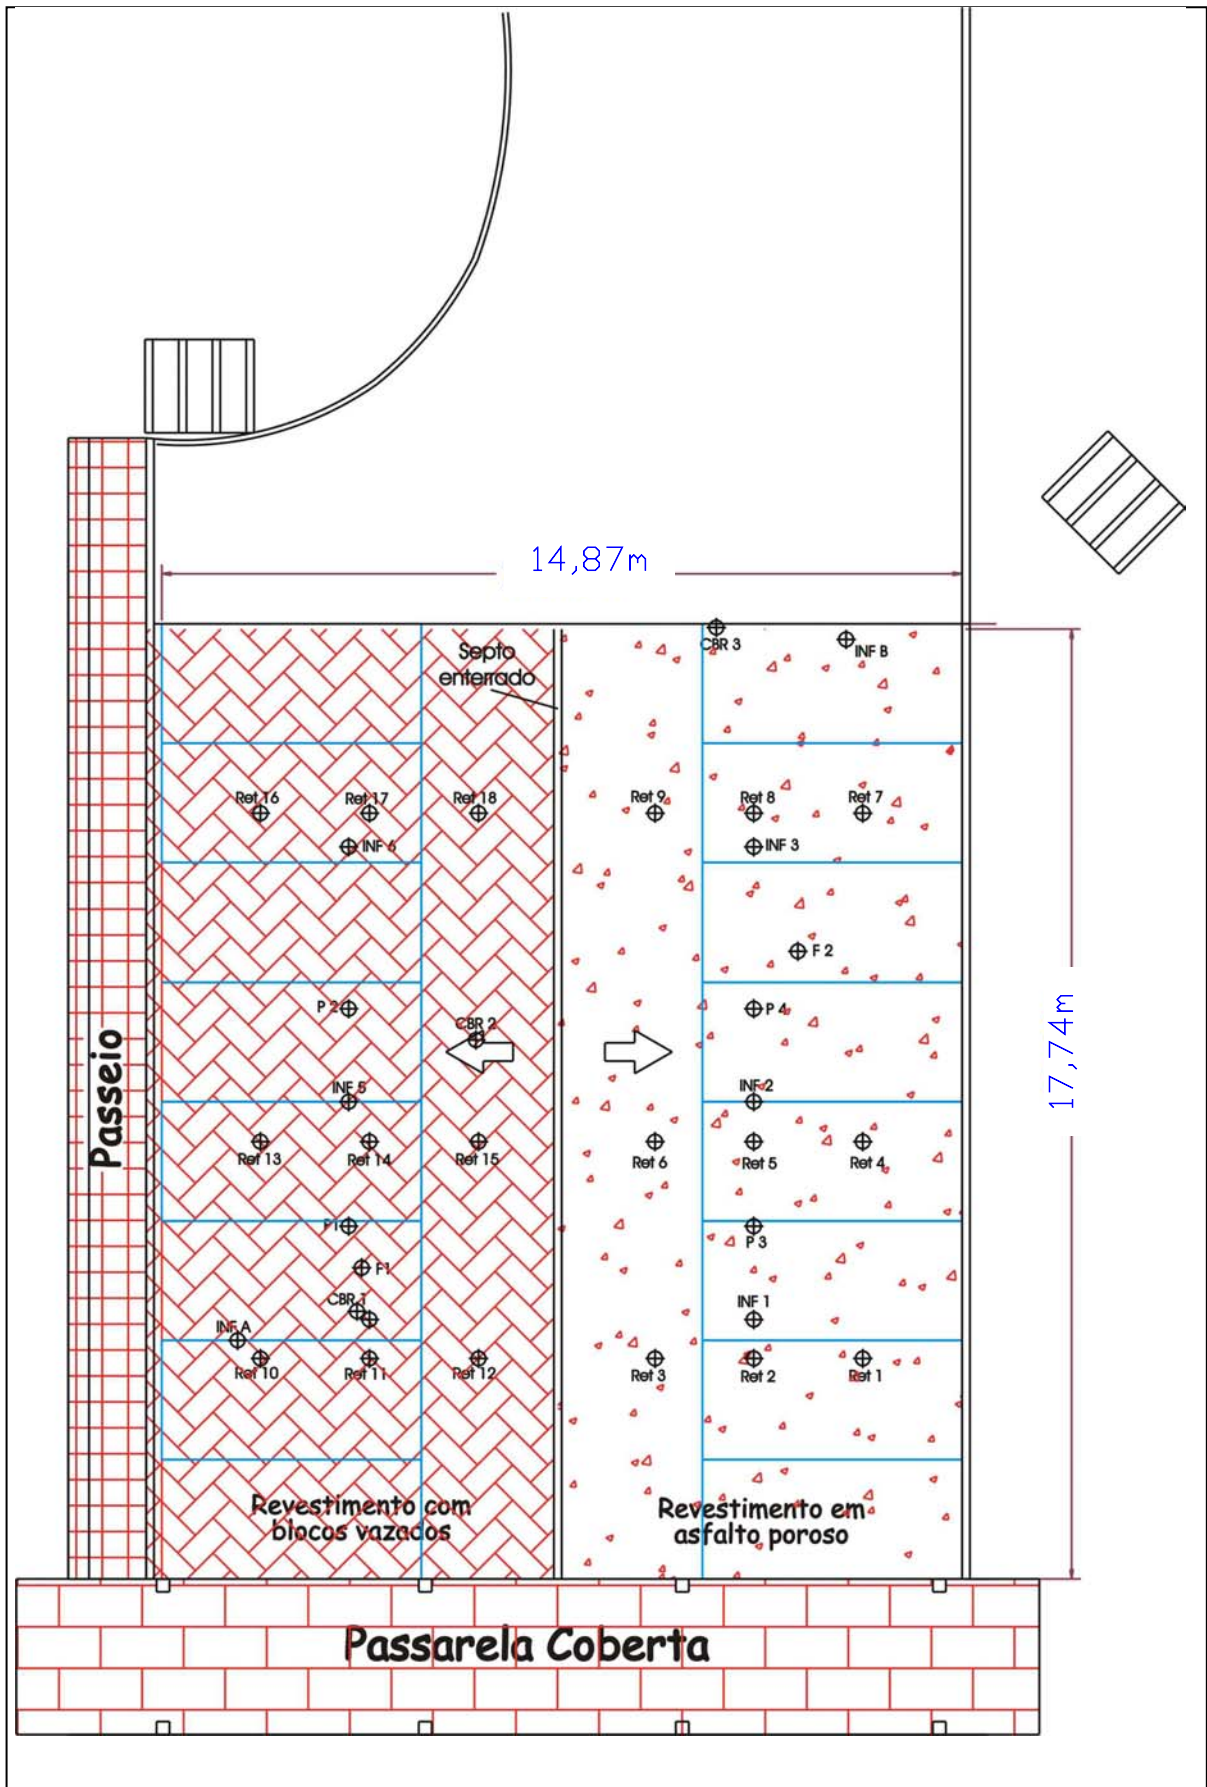 14,87m
CBR 3
INF B
Septo
enterrado
Ret 16
Ret 17
Ret 18
Ret 9
Ret 8
Ret 7
INF 6
INF 3
F 2
P 2
P 4
CBR 2
17,74m
Passeio
INF 5
INF 2
Ret 13
Ret 14
Ret 15
Ret 6
Ret 5
Ret 4
P1
P 3
F1
CBR 1
INF 1
INF A
Ret 10
Ret 11
Ret 12
Ret 3
Ret 2
Ret 1
Revestimento com
blocos vazados
Revestimento em
asfalto poroso
Passarela Coberta